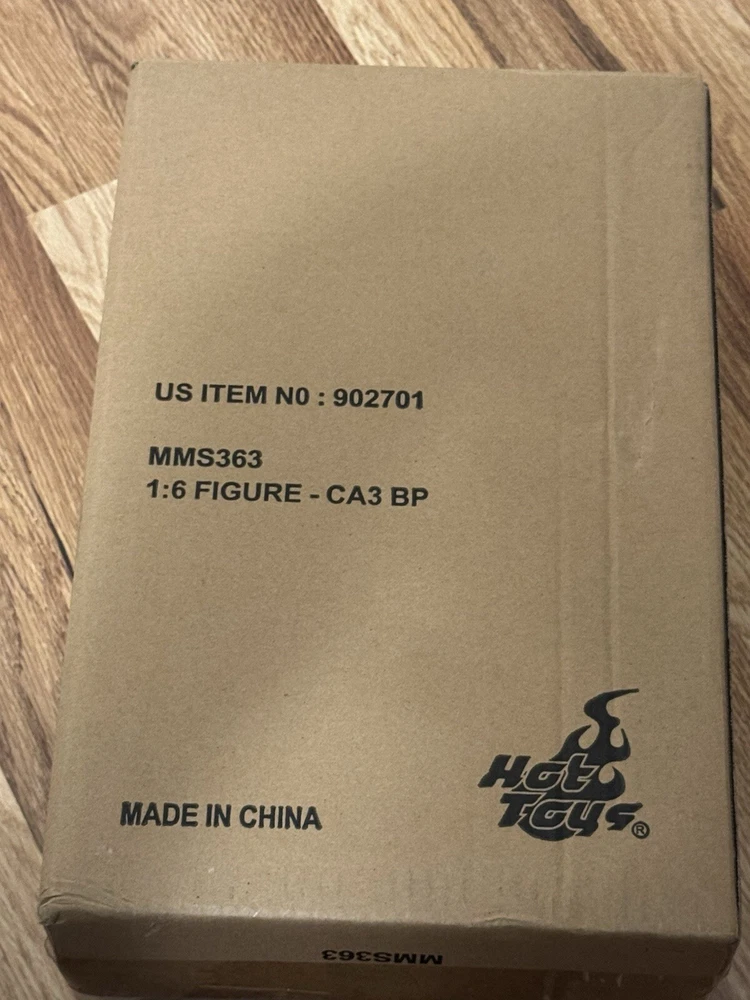 US ITEM N0 : 902701
MMS363
1:6 FIGURE - CA3 BP
Hot
Toys®
MADE IN CHINA
MMS363